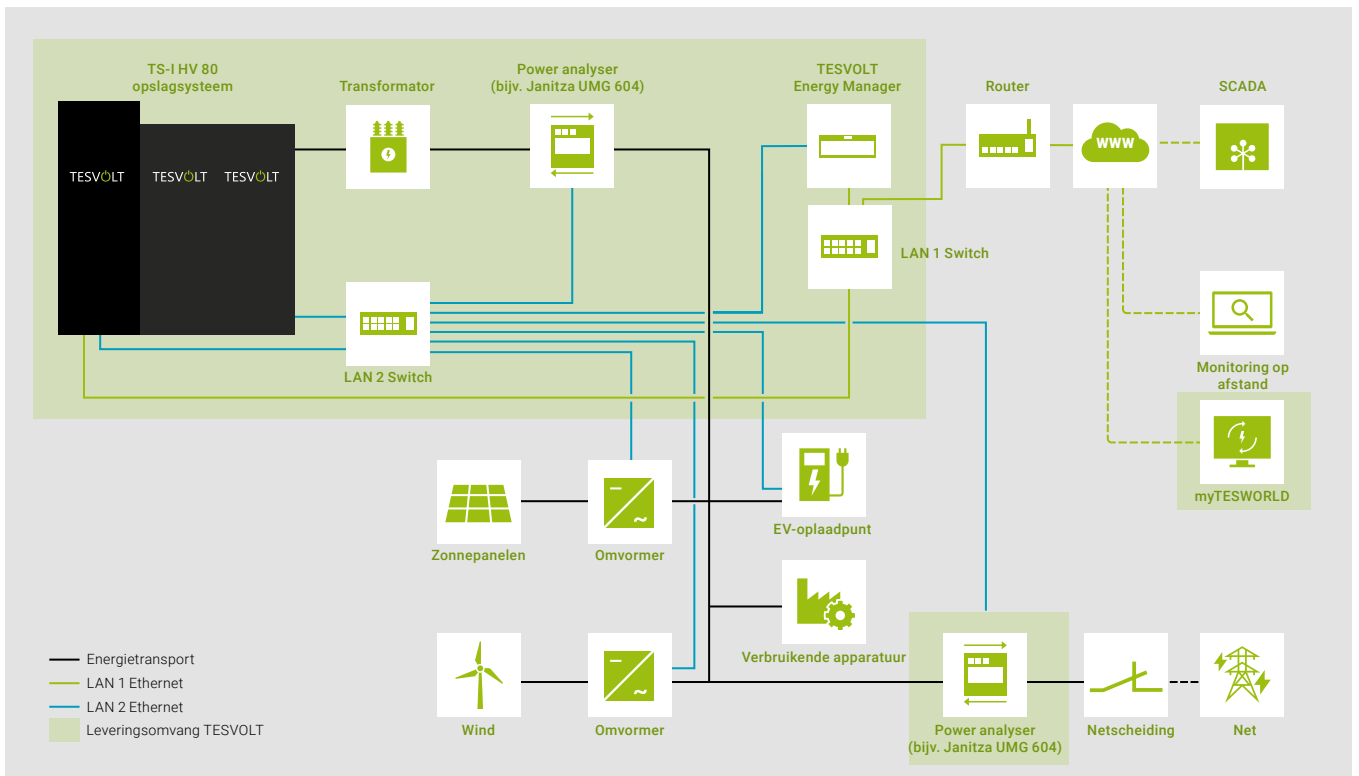 TS-I HV 80
opslagsysteem
Transformator
Power analyser
(bijv. Janitza UMG 604)
TESVOLT
Energy Manager
Router
SCADA
WWW
TESVOLT
TESVOLT
TESVOLT
LAN 1 Switch
LAN 2 Switch
Monitoring op
afstand
myTESWORLD
Zonnepanelen
Omvormer
EV-oplaadpunt
Verbruikende apparatuur
Energietransport
LAN 1 Ethernet
LAN 2 Ethernet
Leveringsomvang TESVOLT
Wind
Omvormer
Power analyser
(bijv. Janitza UMG 604)
Netscheiding
Net